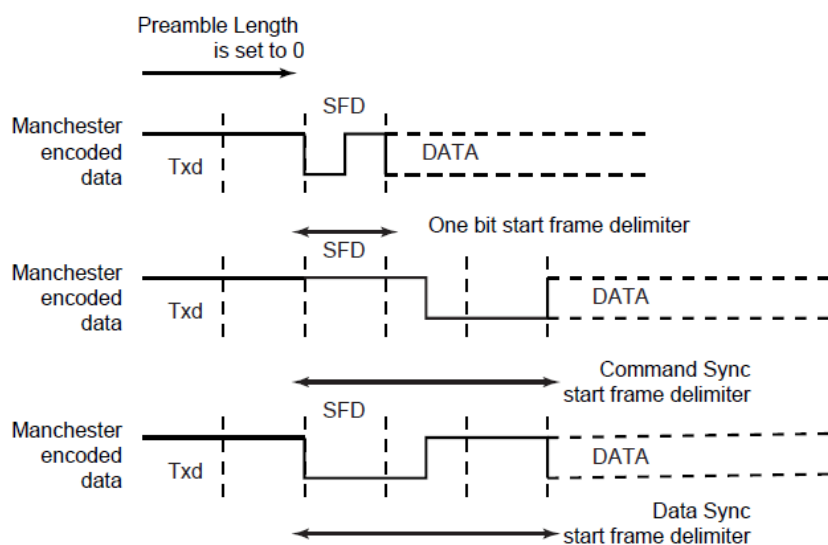 Preamble Length
is set to 0
SFD
Manchester
encoded
data
Txd
DATA
One bit start frame delimiter
SFD
Manchester
encoded
data
Txd
DATA
Command Sync
start frame delimiter
SFD
Manchester
encoded
data
Txd
DATA
Data Sync
start frame delimiter